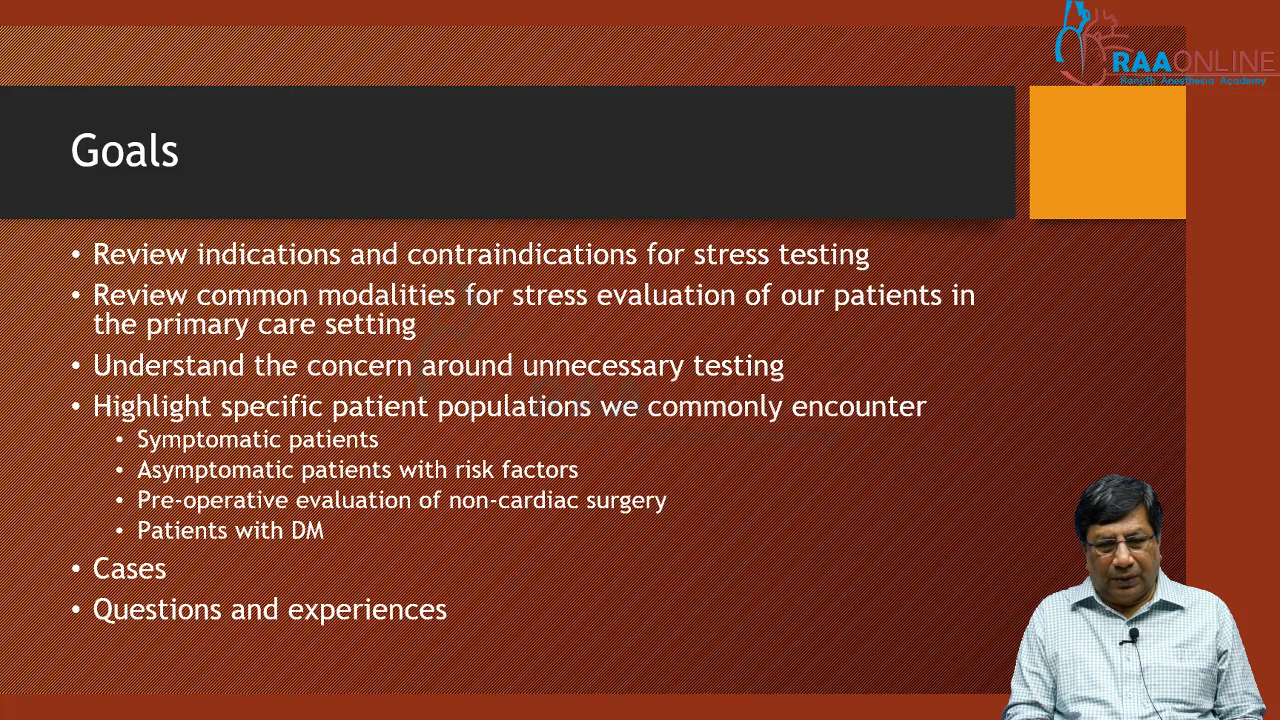 RAAONLINE
Ranjith Anesthesia Academy
Goals
• Review indications and contraindications for stress testing
• Review common modalities for stress evaluation of our patients in
the primary care setting
• Understand the concern around unnecessary testing
• Highlight specific patient populations we commonly encounter
• Symptomatic patients
• Asymptomatic patients with risk factors
• Pre-operative evaluation of non-cardiac surgery
• Patients with DM
• Cases
• Questions and experiences